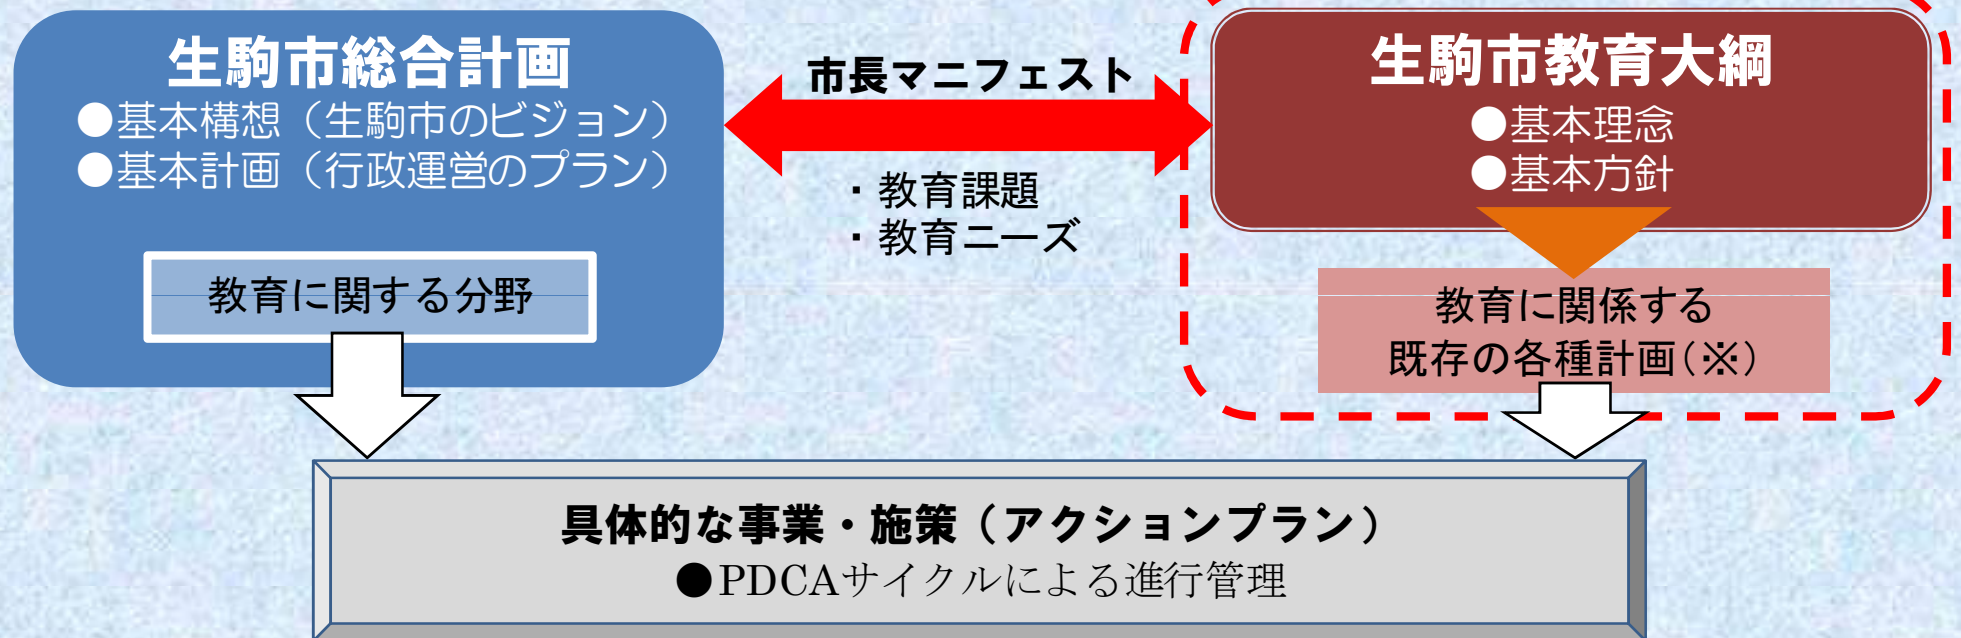 生駒市総合計画
●基本構想（生駒市のビジョン）
●基本計画（行政運営のプラン）
教育に関する分野
市長マニフェスト
・教育課題
・教育ニーズ
生駒市教育大綱
●基本理念
●基本方針
教育に関係する
既存の各種計画(※)
具体的な事業・施策（アクションプラン）
●PDCAサイクルによる進行管理